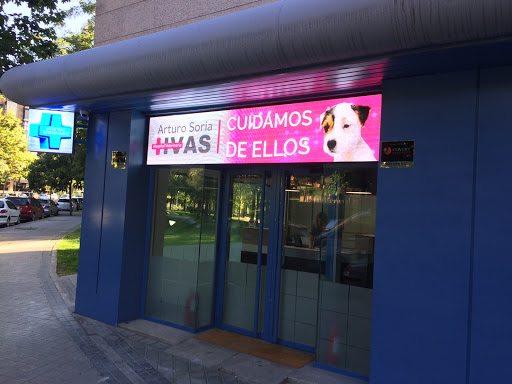 Arturo Soria
HVAS
CUIDAMOS
DE ELLOS